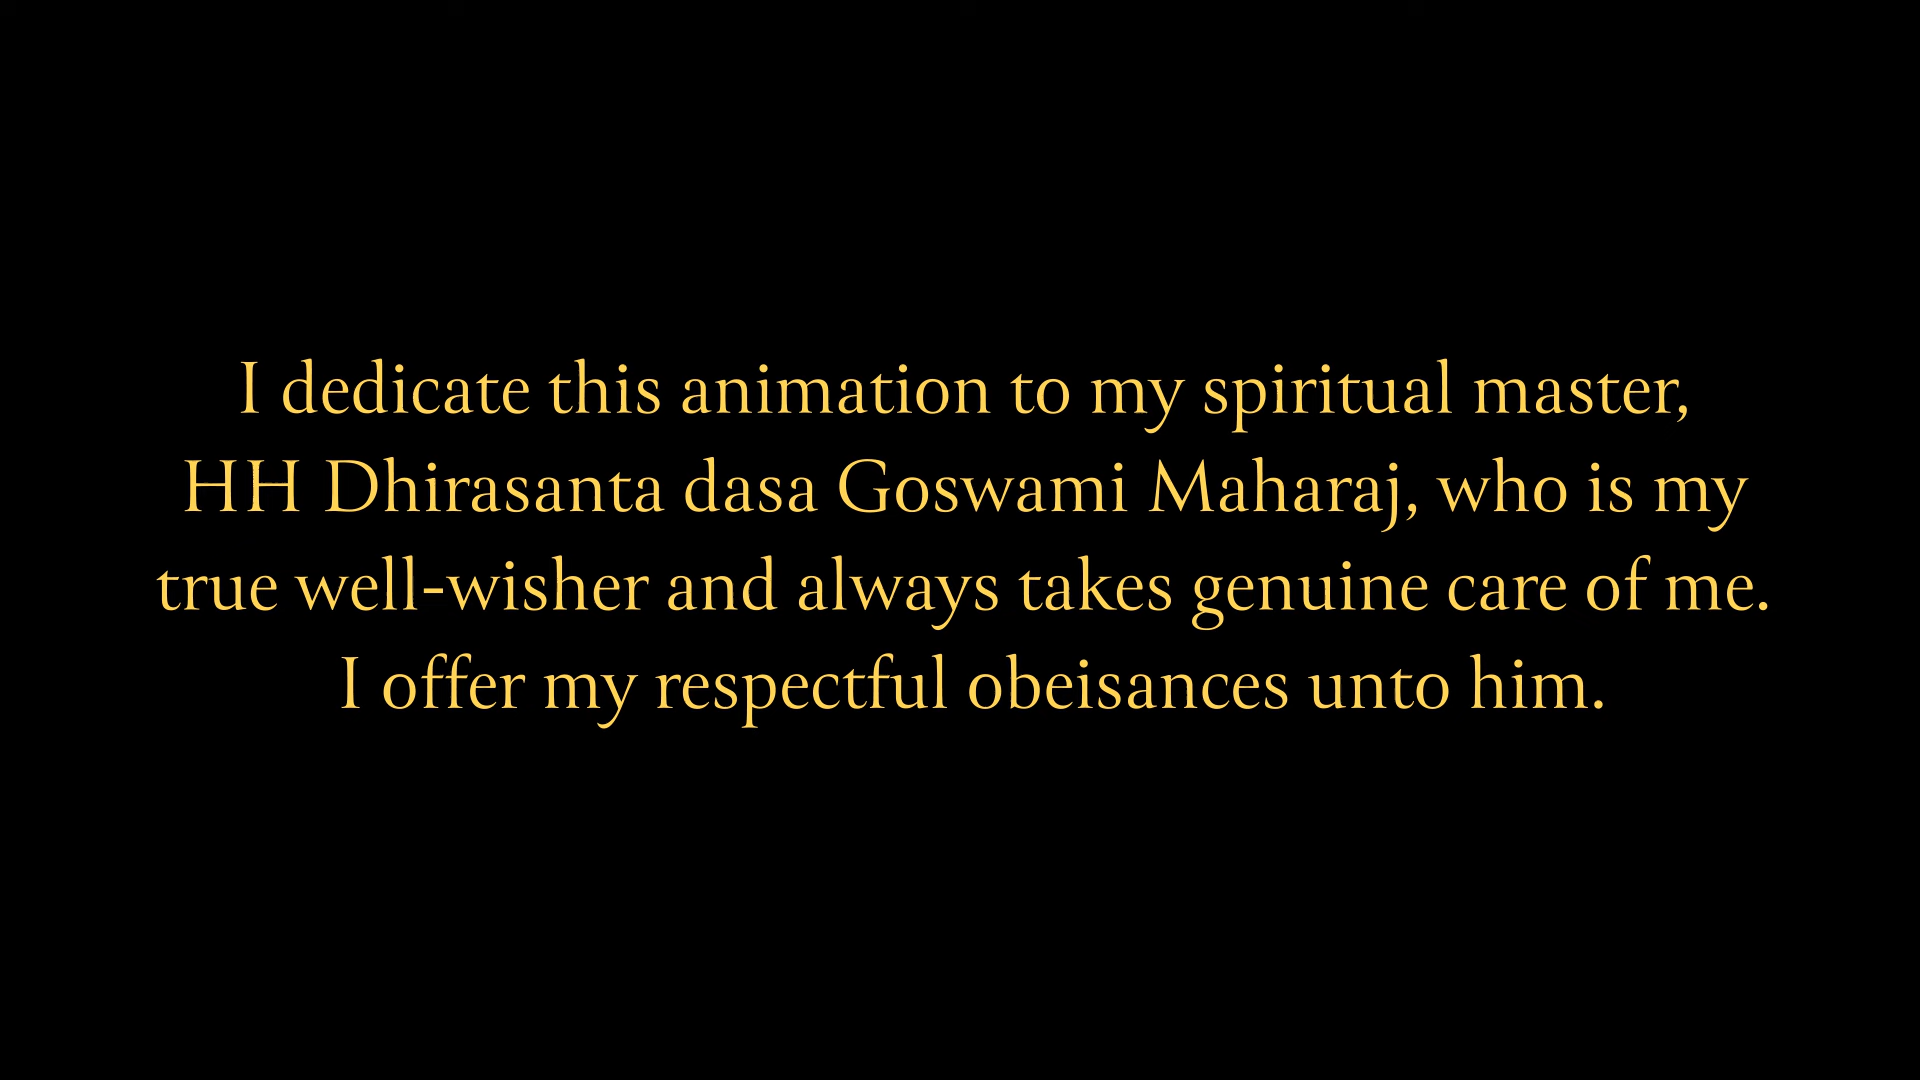 I dedicate this animation to my spiritual master,
HH Dhirasanta dasa Goswami Maharaj, who is my
true well-wisher and always takes genuine care of me.
I offer my respectful obeisances unto him.